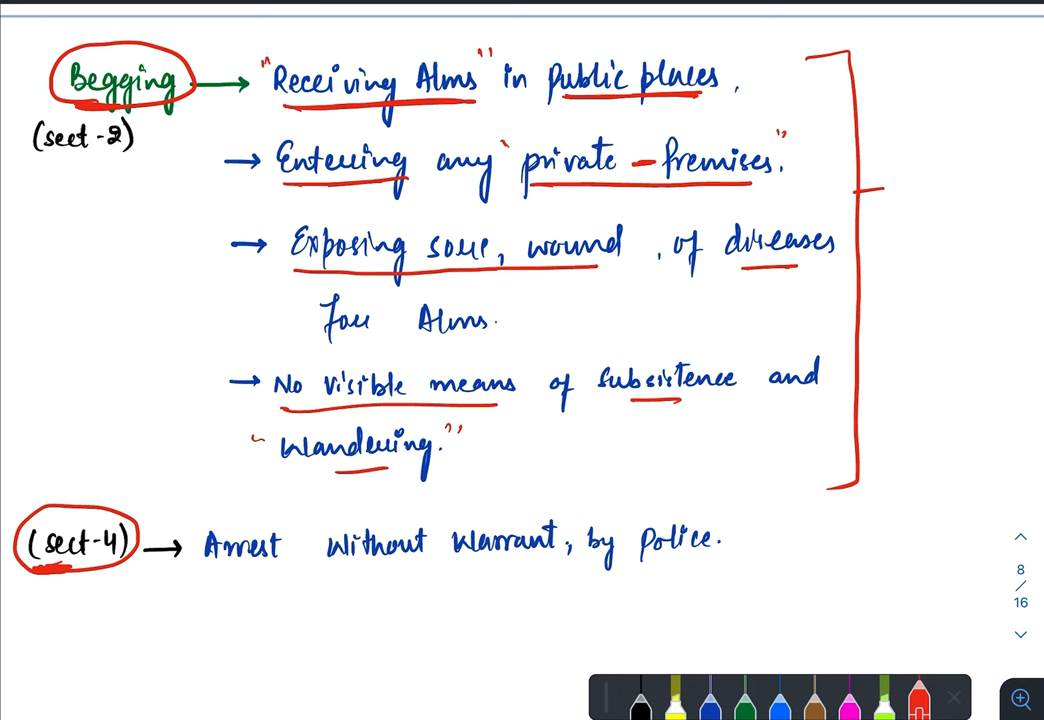 Begging → "Receiving Alms" in public places.
(sect-2)
→ Entering any "private - Premises."
→ Exposing sore, wound, of diseases
for Alms.
→ No visible means of subsistence and
"Wandering."
(sect-4) → Arrest without warrant, by Police.
8
/
16